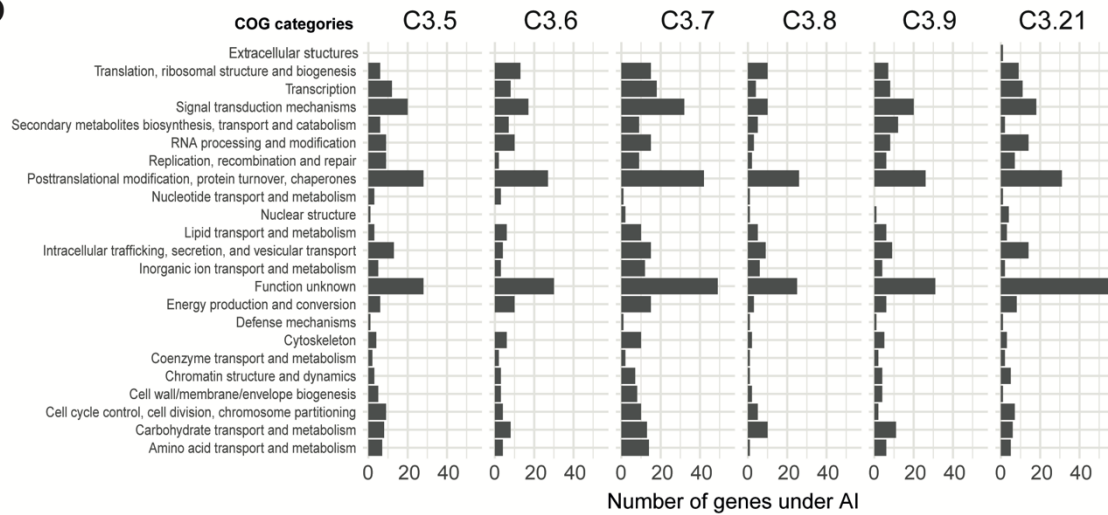 COG categories C3.5 C3.6 C3.7 C3.8 C3.9 C3.21
Extracellular stuctures
Translation, ribosomal structure and biogenesis
Transcription
Signal transduction mechanisms
Secondary metabolites biosynthesis, transport and catabolism
RNA processing and modification
Replication, recombination and repair
Posttranslational modification, protein turnover, chaperones
Nucleotide transport and metabolism
Nuclear structure
Lipid transport and metabolism
Intracellular trafficking, secretion, and vesicular transport
Inorganic ion transport and metabolism
Function unknown
Energy production and conversion
Defense mechanisms
Cytoskeleton
Coenzyme transport and metabolism
Chromatin structure and dynamics
Cell wall/membrane/envelope biogenesis
Cell cycle control, cell division, chromosome partitioning
Carbohydrate transport and metabolism
Amino acid transport and metabolism
0 20 40 0 20 40 0 20 40 0 20 40 0 20 40 0 20 40
Number of genes under AI